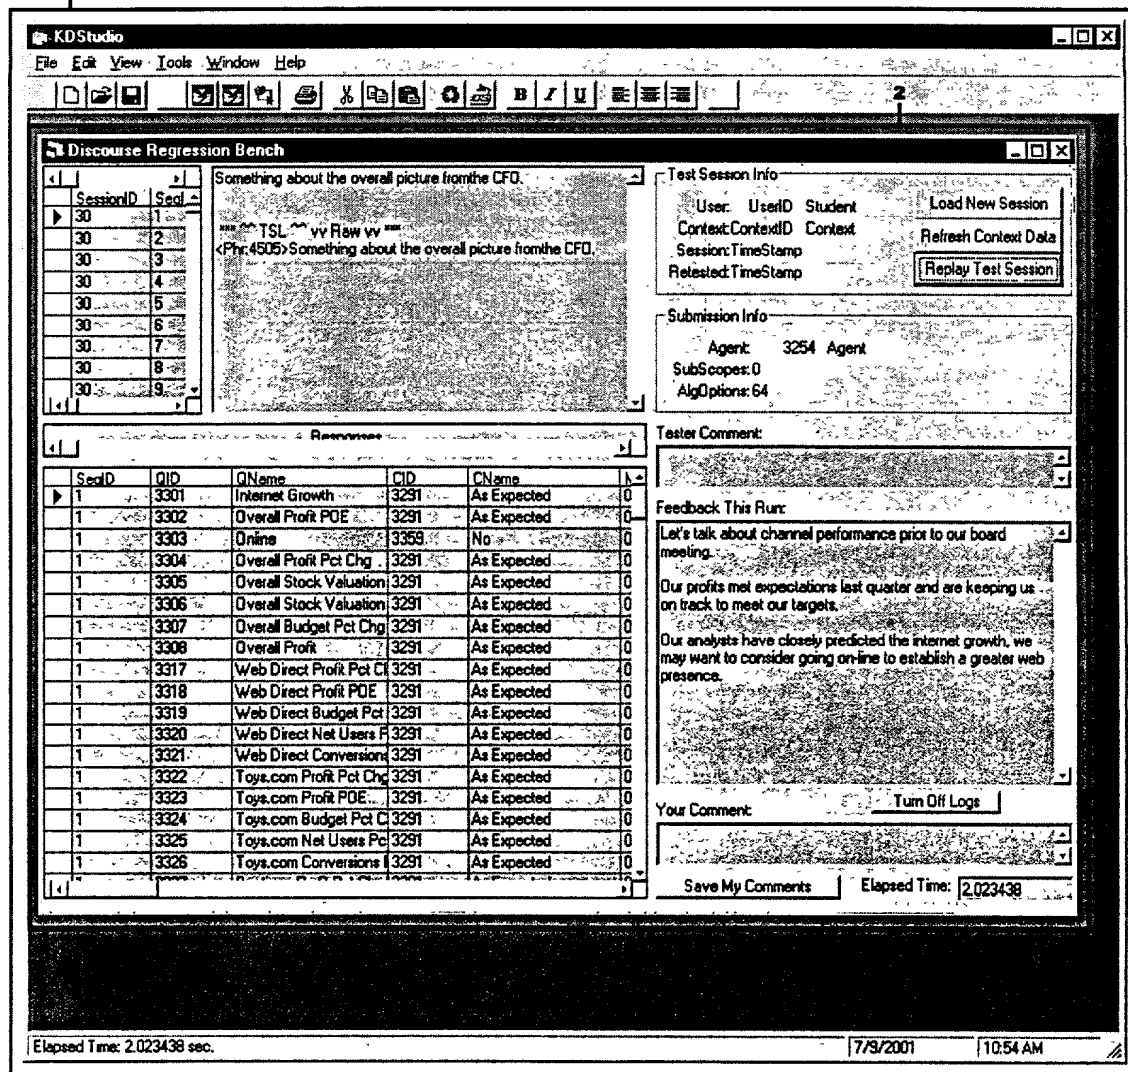 KDStudio
File Edit View Tools Window Help
B I U
2
Discourse Regression Bench
SessionID SeqI
30 1
30 2
30 3
30 4
30 5
30 6
30 7
30 8
30 9
Something about the overall picture fromthe CFO.
*** ^^ TSL ^^ vv Raw vv ***
<Phr:4505>Something about the overall picture fromthe CFO.
Test Session Info
User: UserID Student
Context:ContextID Context
Session:TimeStamp
Retested:TimeStamp
Load New Session
Refresh Context Data
Replay Test Session
Submission Info
Agent: 3254 Agent
SubScopes:0
AlgOptions:64
Responses
SeqID QID QName CID CName
1 3301 Internet Growth 3291 As Expected 0
1 3302 Overall Profit POE 3291 As Expected 0
1 3303 Online 3359 No 0
1 3304 Overall Profit Pct Chg 3291 As Expected 0
1 3305 Overall Stock Valuation 3291 As Expected 0
1 3306 Overall Stock Valuation 3291 As Expected 0
1 3307 Overall Budget Pct Chg 3291 As Expected 0
1 3308 Overall Profit 3291 As Expected 0
1 3317 Web Direct Profit Pct Cl 3291 As Expected 0
1 3318 Web Direct Profit POE 3291 As Expected 0
1 3319 Web Direct Budget Pct 3291 As Expected 0
1 3320 Web Direct Net Users P 3291 As Expected 0
1 3321 Web Direct Conversions 3291 As Expected 0
1 3322 Toys.com Profit Pct Chg 3291 As Expected 0
1 3323 Toys.com Profit POE 3291 As Expected 0
1 3324 Toys.com Budget Pct C 3291 As Expected 0
1 3325 Toys.com Net Users Pc 3291 As Expected 0
1 3326 Toys.com Conversions 3291 As Expected 0
Tester Comment:
Feedback This Run:
Let's talk about channel performance prior to our board
meeting.
Our profits met expectations last quarter and are keeping us
on track to meet our targets.
Our analysts have closely predicted the internet growth, we
may want to consider going on-line to establish a greater web
presence.
Turn Off Logs
Your Comment:
Save My Comments
Elapsed Time: 2.023438
Elapsed Time: 2.023438 sec.
7/9/2001
10:54 AM